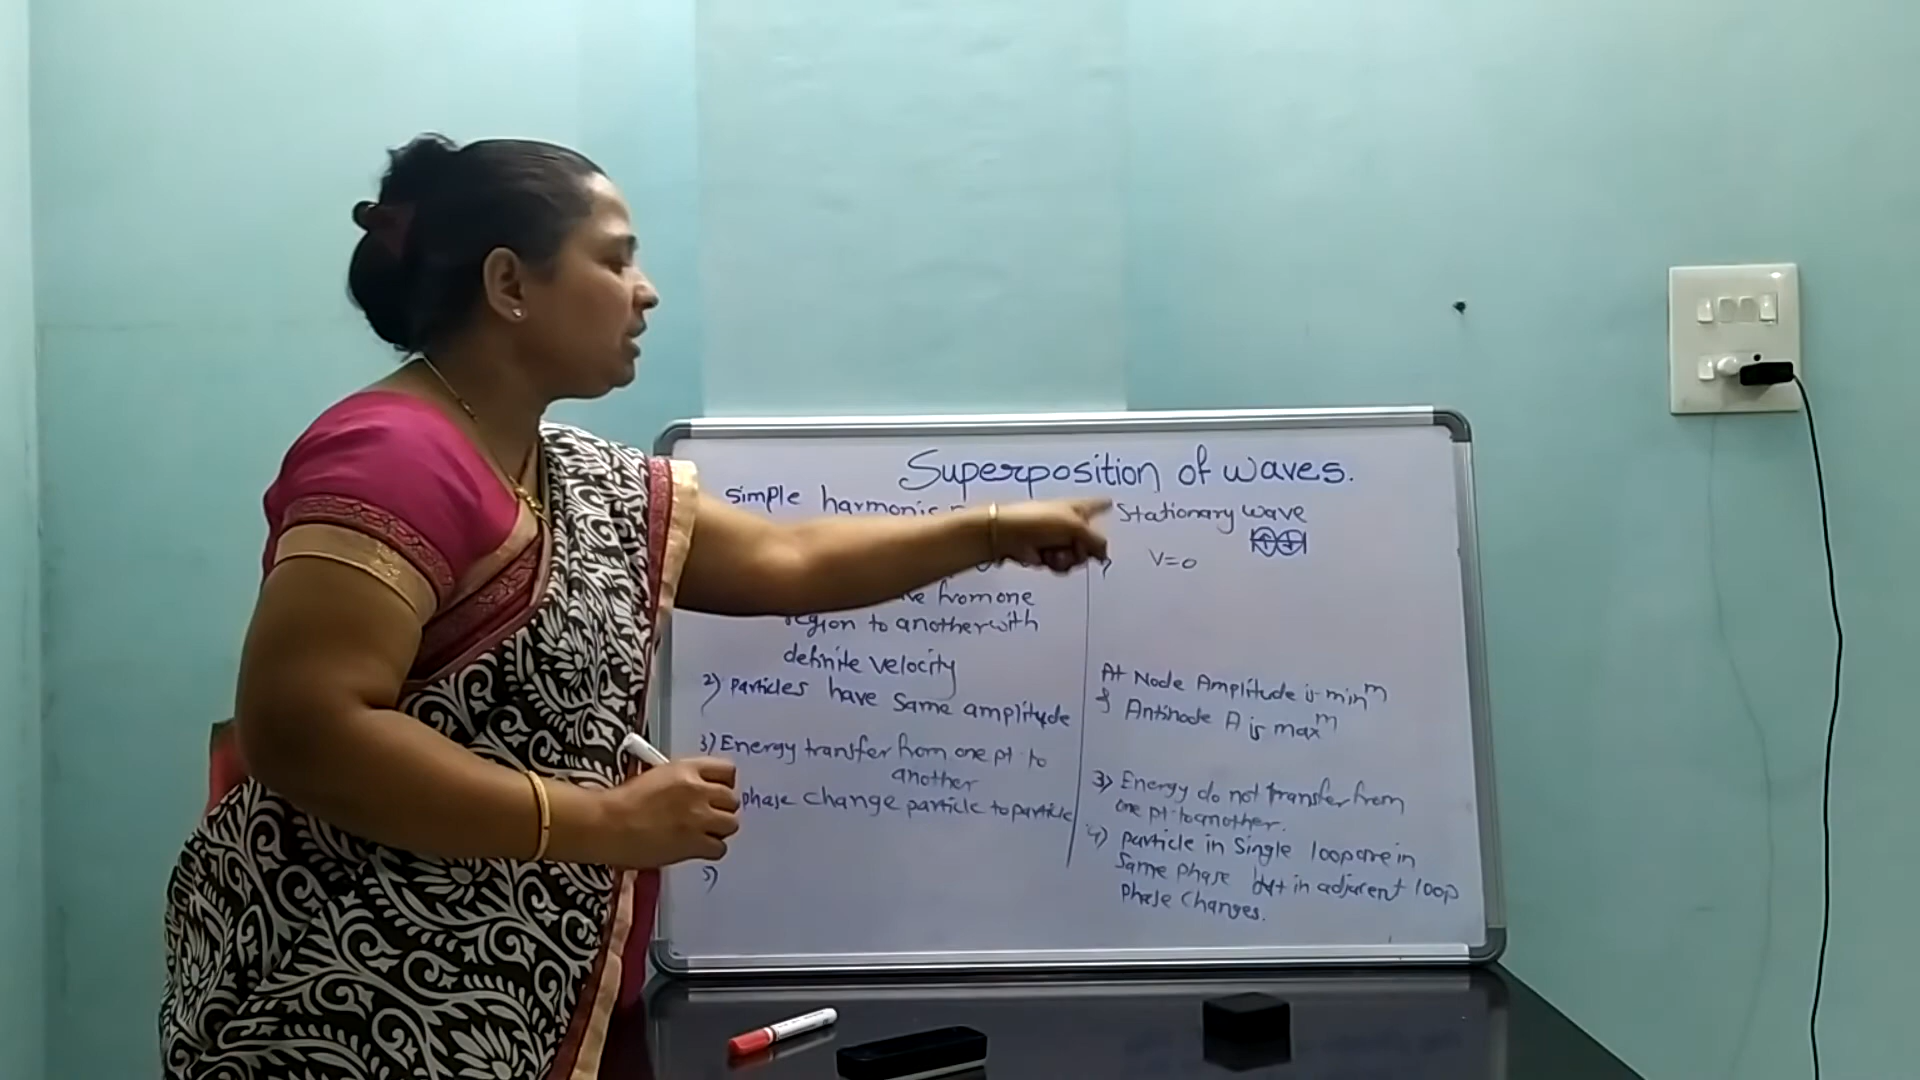 Superposition of waves.
Simple harmonic
from one
region to another with
definite velocity
2) Particles have same amplitude
3) Energy transfer from one pt to
another
phase change particle to particle
5)
Stationary wave
V=0
At Node Amplitude is minᵐ
& Antinode A is maxᵐ
3) Energy do not transfer from
one pt to another.
4) Particle in Single loop are in
Same phase but in adjacent loop
phase changes.